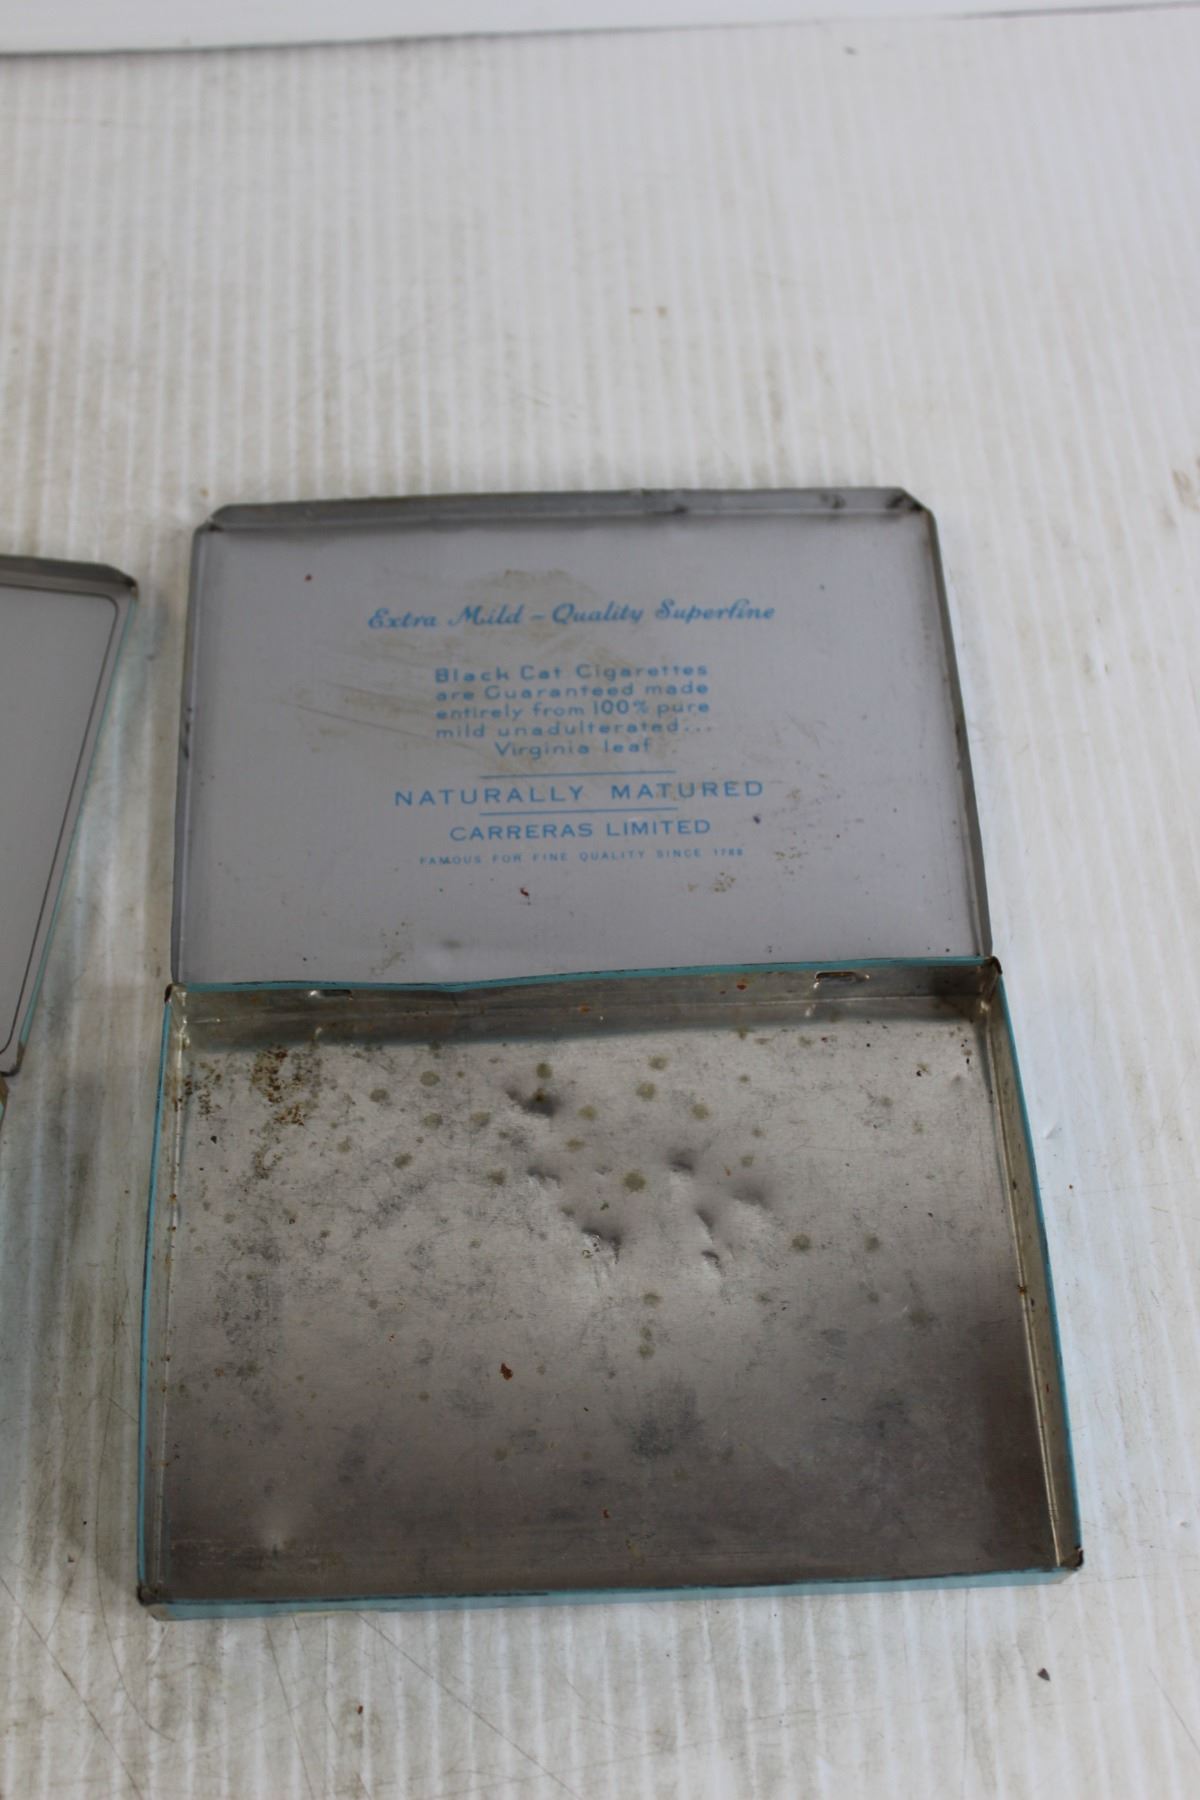 Extra Mild - Quality Superfine
Black Cat Cigarettes
are Guaranteed made
entirely from 100% pure
mild unadulterated...
Virginia leaf
NATURALLY MATURED
CARRERAS LIMITED
FAMOUS FOR FINE QUALITY SINCE 1788